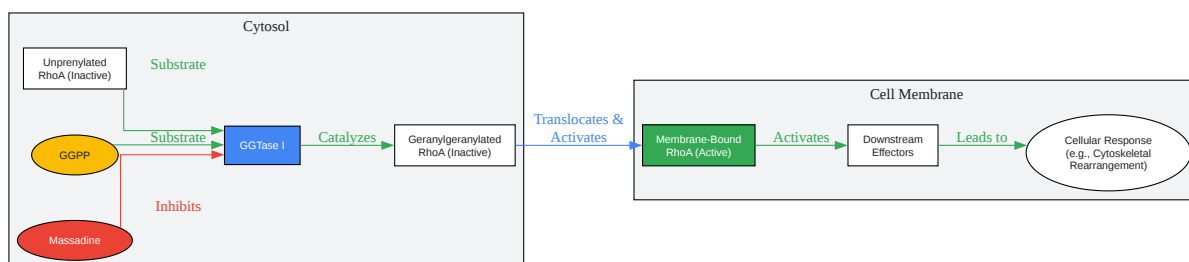 Cytosol
Unprenylated
RhoA (Inactive)
Substrate
GGPP
Substrate
GGTase I
Catalyzes
Geranylgeranylated
RhoA (Inactive)
Massadine
Inhibits
Translocates &
Activates
Cell Membrane
Membrane-Bound
RhoA (Active)
Activates
Downstream
Effectors
Leads to
Cellular Response
(e.g., Cytoskeletal
Rearrangement)